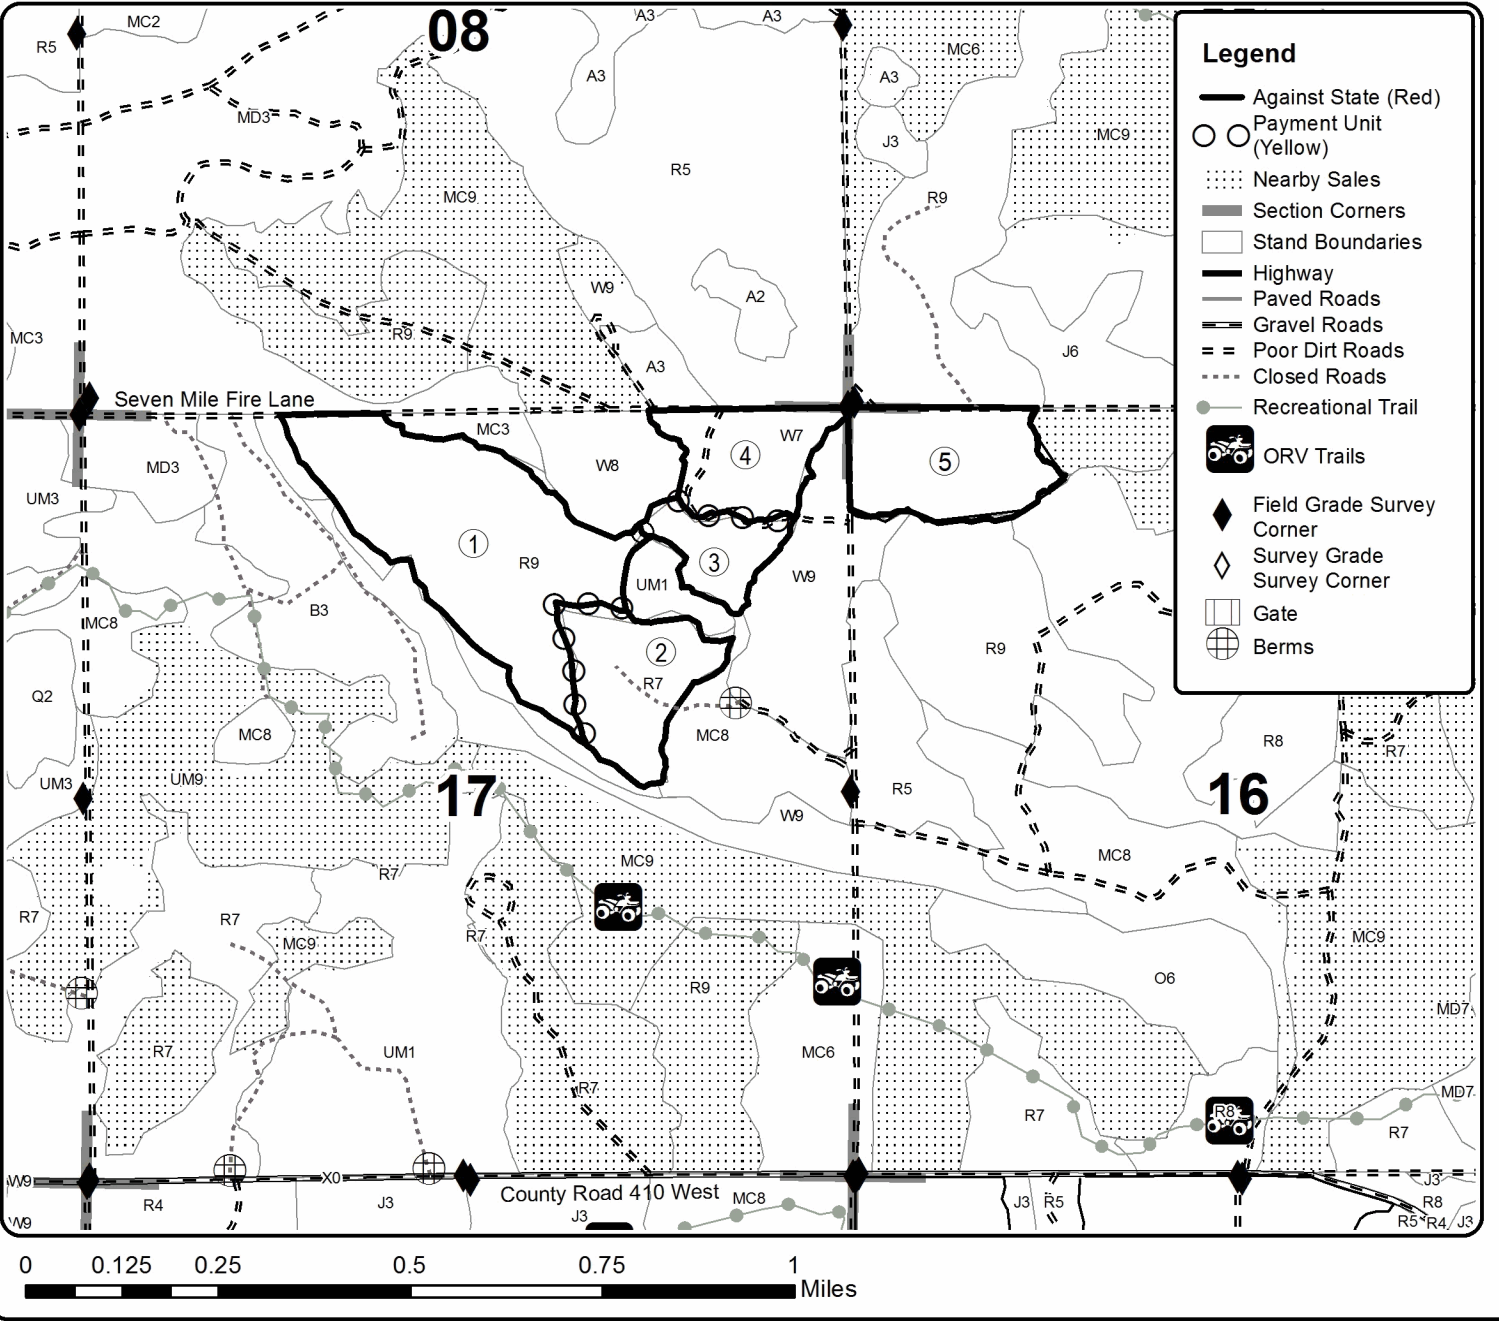 08
MC2
A3
A3
R5
MC6
A3
A3
MD3
MC9
J3
R5
MC9
R9
W9
A2
R9
MC3
J6
A3
Seven Mile Fire Lane
MC3
W7
4
5
W8
MD3
UM3
1
R9
3
W9
UM1
B3
MC8
R9
2
R7
Q2
MC8
MC8
R8
R7
UM3
UM9
17
R5
16
W9
MC9
MC8
R7
R7
R7
R7
MC9
MC9
R9
O6
MD7
R7
UM1
MC6
R7
R7
R8
MD7
R7
W9
X0
County Road 410 West
R4
J3
J3
MC8
J3
R5
J3
R8
W9
R5
R4
J3
Legend
Against State (Red)
Payment Unit
(Yellow)
Nearby Sales
Section Corners
Stand Boundaries
Highway
Paved Roads
Gravel Roads
Poor Dirt Roads
Closed Roads
Recreational Trail
ORV Trails
Field Grade Survey
Corner
Survey Grade
Survey Corner
Gate
Berms
0 0.125 0.25 0.5 0.75 1
Miles